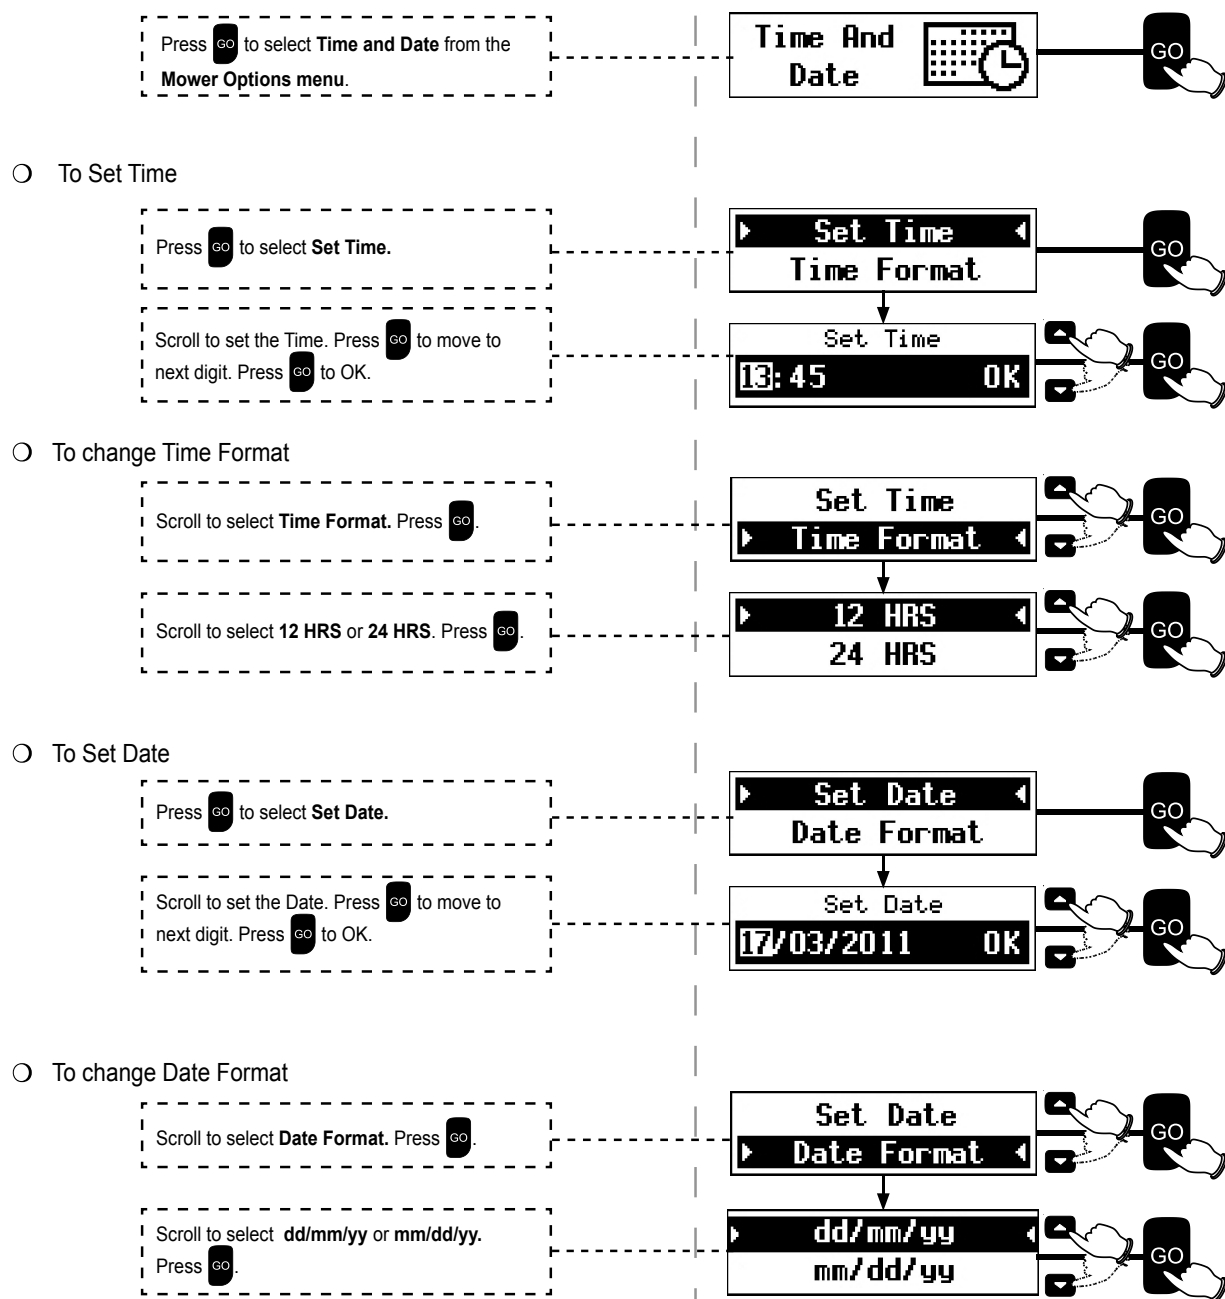 Press GO to select Time and Date from the
Mower Options menu.
Time And
Date
GO
To Set Time
Press GO to select Set Time.
Set Time
Time Format
GO
Scroll to set the Time. Press GO to move to
next digit. Press GO to OK.
Set Time
13:45 OK
GO
To change Time Format
Scroll to select Time Format. Press GO.
Set Time
Time Format
GO
Scroll to select 12 HRS or 24 HRS. Press GO.
12 HRS
24 HRS
GO
To Set Date
Press GO to select Set Date.
Set Date
Date Format
GO
Scroll to set the Date. Press GO to move to
next digit. Press GO to OK.
Set Date
17/03/2011 OK
GO
To change Date Format
Scroll to select Date Format. Press GO.
Set Date
Date Format
GO
Scroll to select dd/mm/yy or mm/dd/yy.
Press GO.
dd/mm/yy
mm/dd/yy
GO